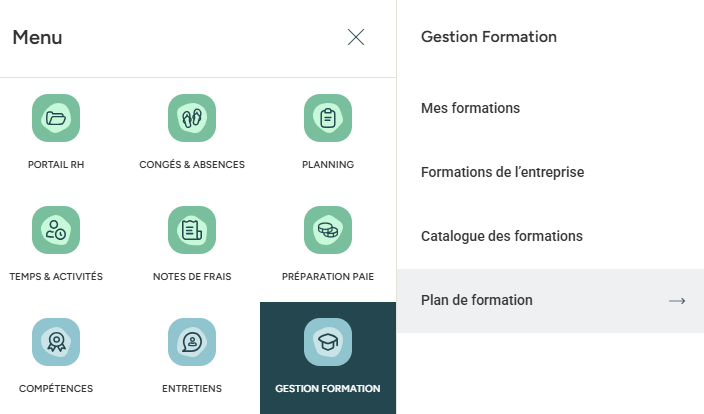 Menu
PORTAIL RH
CONGÉS & ABSENCES
PLANNING
TEMPS & ACTIVITÉS
NOTES DE FRAIS
PRÉPARATION PAIE
COMPÉTENCES
ENTRETIENS
GESTION FORMATION
Gestion Formation
Mes formations
Formations de l'entreprise
Catalogue des formations
Plan de formation